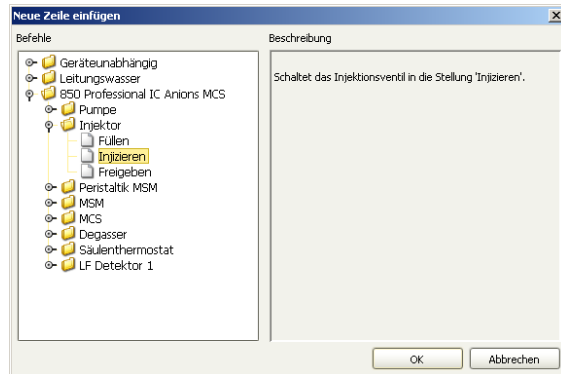 Neue Zeile einfügen
Befehle
Geräteunabhängig
Leitungswasser
850 Professional IC Anions MCS
Pumpe
Injektor
Füllen
Injizieren
Freigeben
Peristaltik MSM
MSM
MCS
Degasser
Säulenthermostat
LF Detektor 1
Beschreibung
Schaltet das Injektionsventil in die Stellung 'Injizieren'.
OK
Abbrechen